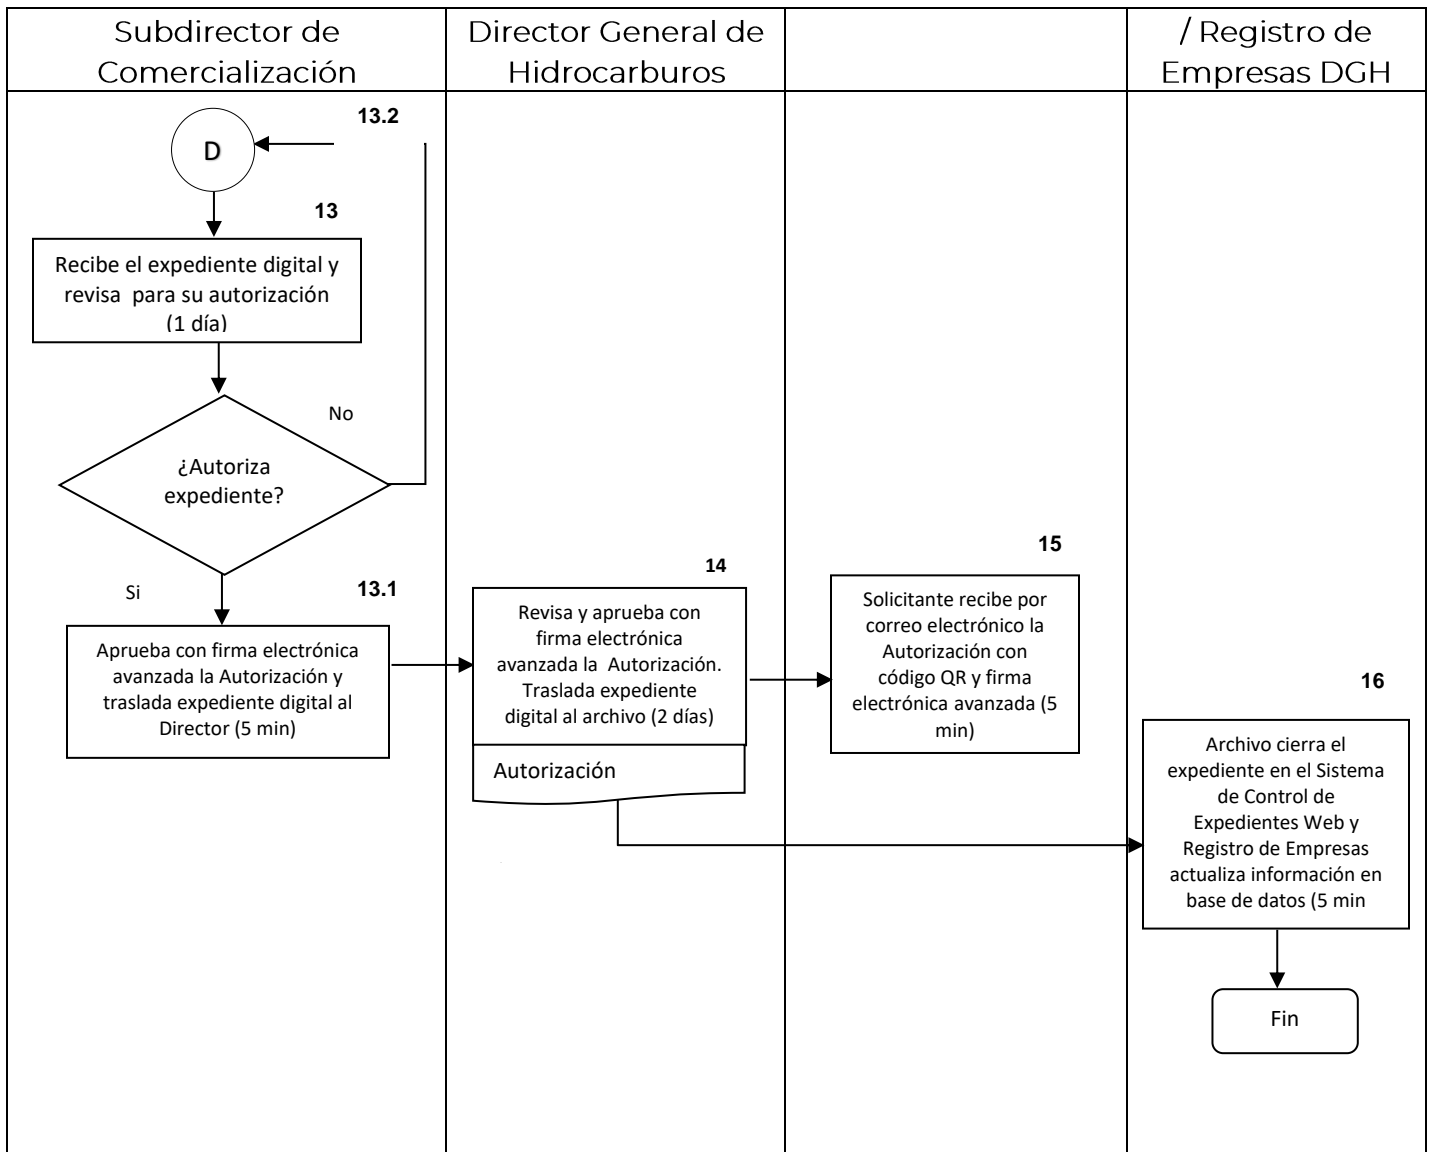 Subdirector de
Comercialización
Director General de
Hidrocarburos
/ Registro de
Empresas DGH
13.2
D
13
Recibe el expediente digital y
revisa para su autorización
(1 día)
No
¿Autoriza
expediente?
Si
13.1
Aprueba con firma electrónica
avanzada la Autorización y
traslada expediente digital al
Director (5 min)
14
Revisa y aprueba con
firma electrónica
avanzada la Autorización.
Traslada expediente
digital al archivo (2 días)
Autorización
15
Solicitante recibe por
correo electrónico la
Autorización con
código QR y firma
electrónica avanzada (5
min)
16
Archivo cierra el
expediente en el Sistema
de Control de
Expedientes Web y
Registro de Empresas
actualiza información en
base de datos (5 min
Fin